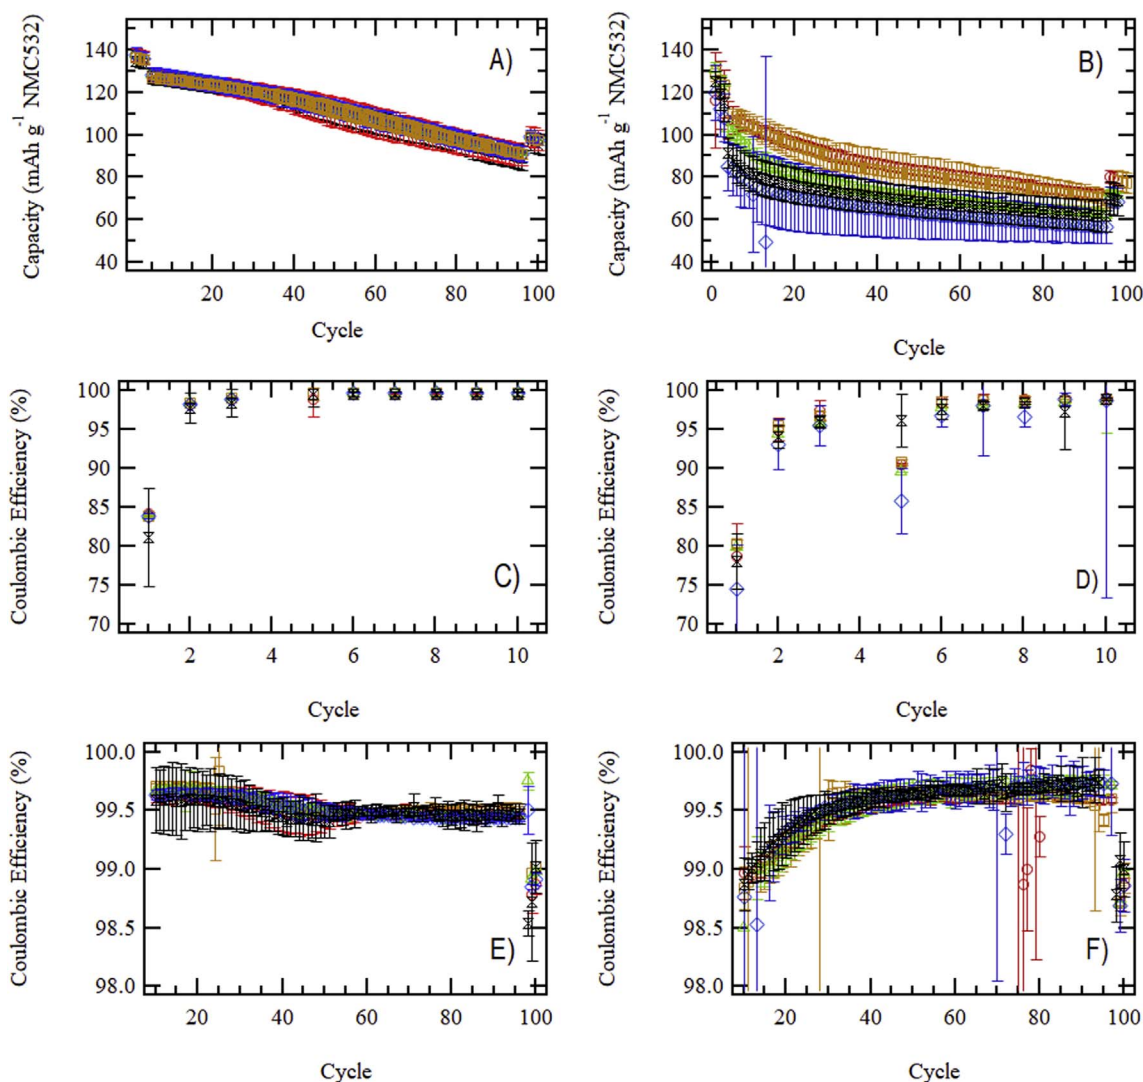 Capacity (mAh g⁻¹ NMC532)
140
120
100
80
60
40
A)
20 40 60 80 100
Cycle
Capacity (mAh g⁻¹ NMC532)
140
120
100
80
60
40
B)
0 20 40 60 80 100
Cycle
Coulombic Efficiency (%)
100
95
90
85
80
75
70
C)
2 4 6 8 10
Cycle
Coulombic Efficiency (%)
100
95
90
85
80
75
70
D)
2 4 6 8 10
Cycle
Coulombic Efficiency (%)
100.0
99.5
99.0
98.5
98.0
E)
20 40 60 80 100
Cycle
Coulombic Efficiency (%)
100.0
99.5
99.0
98.5
98.0
F)
20 40 60 80 100
Cycle